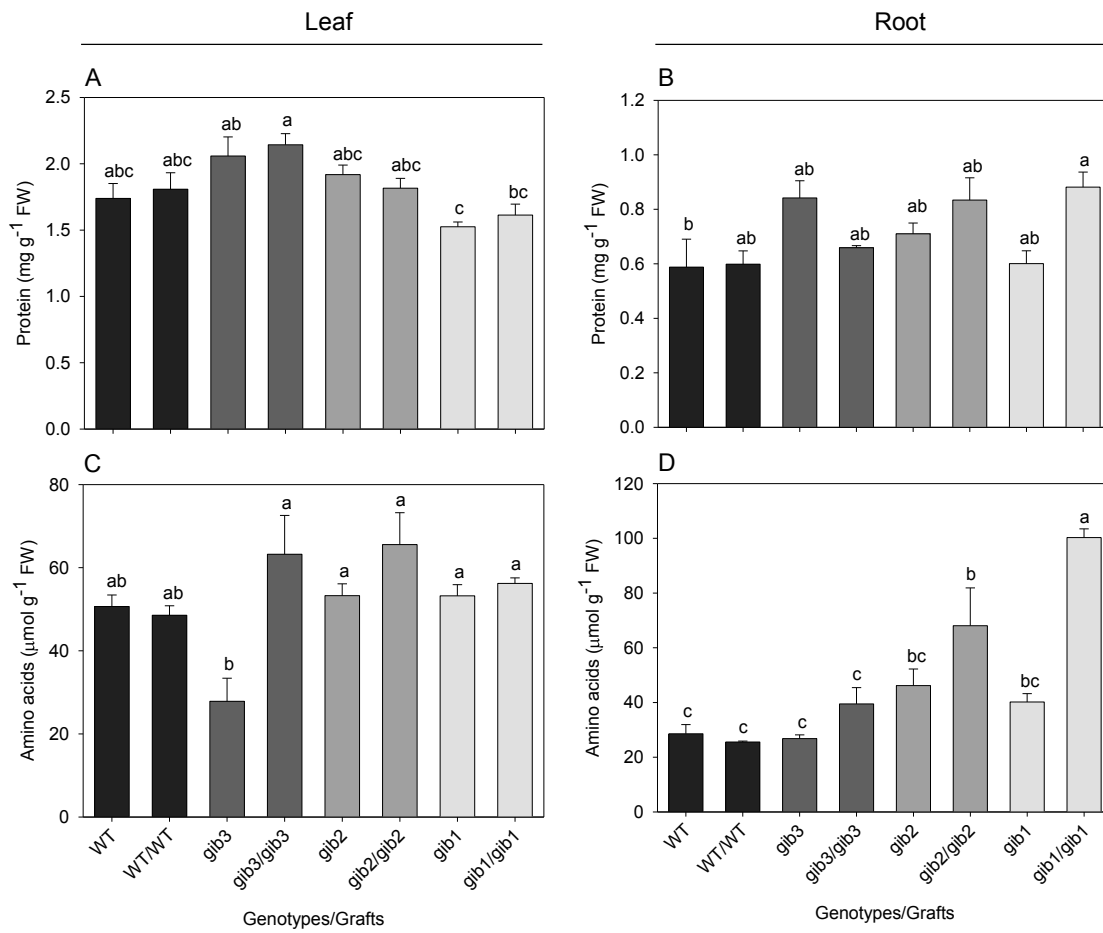 Leaf
Root
A
Protein (mg g⁻¹ FW)
2.5
2.0
1.5
1.0
0.5
0.0
abc
abc
ab
a
abc
abc
c
bc
B
Protein (mg g⁻¹ FW)
1.2
1.0
0.8
0.6
0.4
0.2
0.0
b
ab
ab
ab
ab
ab
ab
a
C
Amino acids (μmol g⁻¹ FW)
80
60
40
20
0
ab
ab
b
a
a
a
a
a
WT
WT/WT
gib3
gib3/gib3
gib2
gib2/gib2
gib1
gib1/gib1
Genotypes/Grafts
D
Amino acids (μmol g⁻¹ FW)
120
100
80
60
40
20
0
c
c
c
c
bc
b
bc
a
WT
WT/WT
gib3
gib3/gib3
gib2
gib2/gib2
gib1
gib1/gib1
Genotypes/Grafts